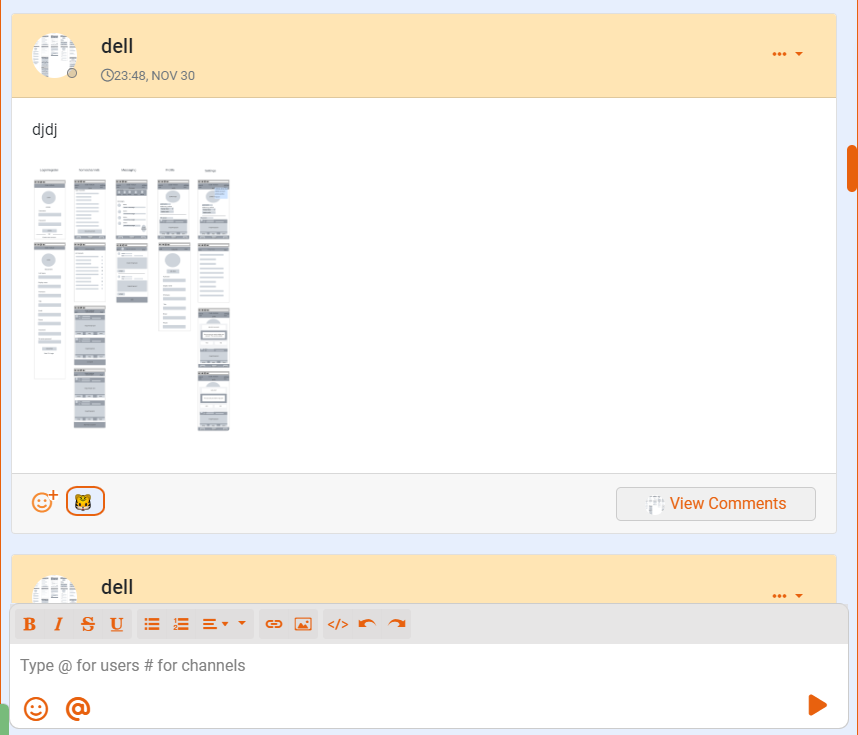 dell
23:48, NOV 30
djdj
View Comments
dell
B I S U
</>
Type @ for users # for channels
@